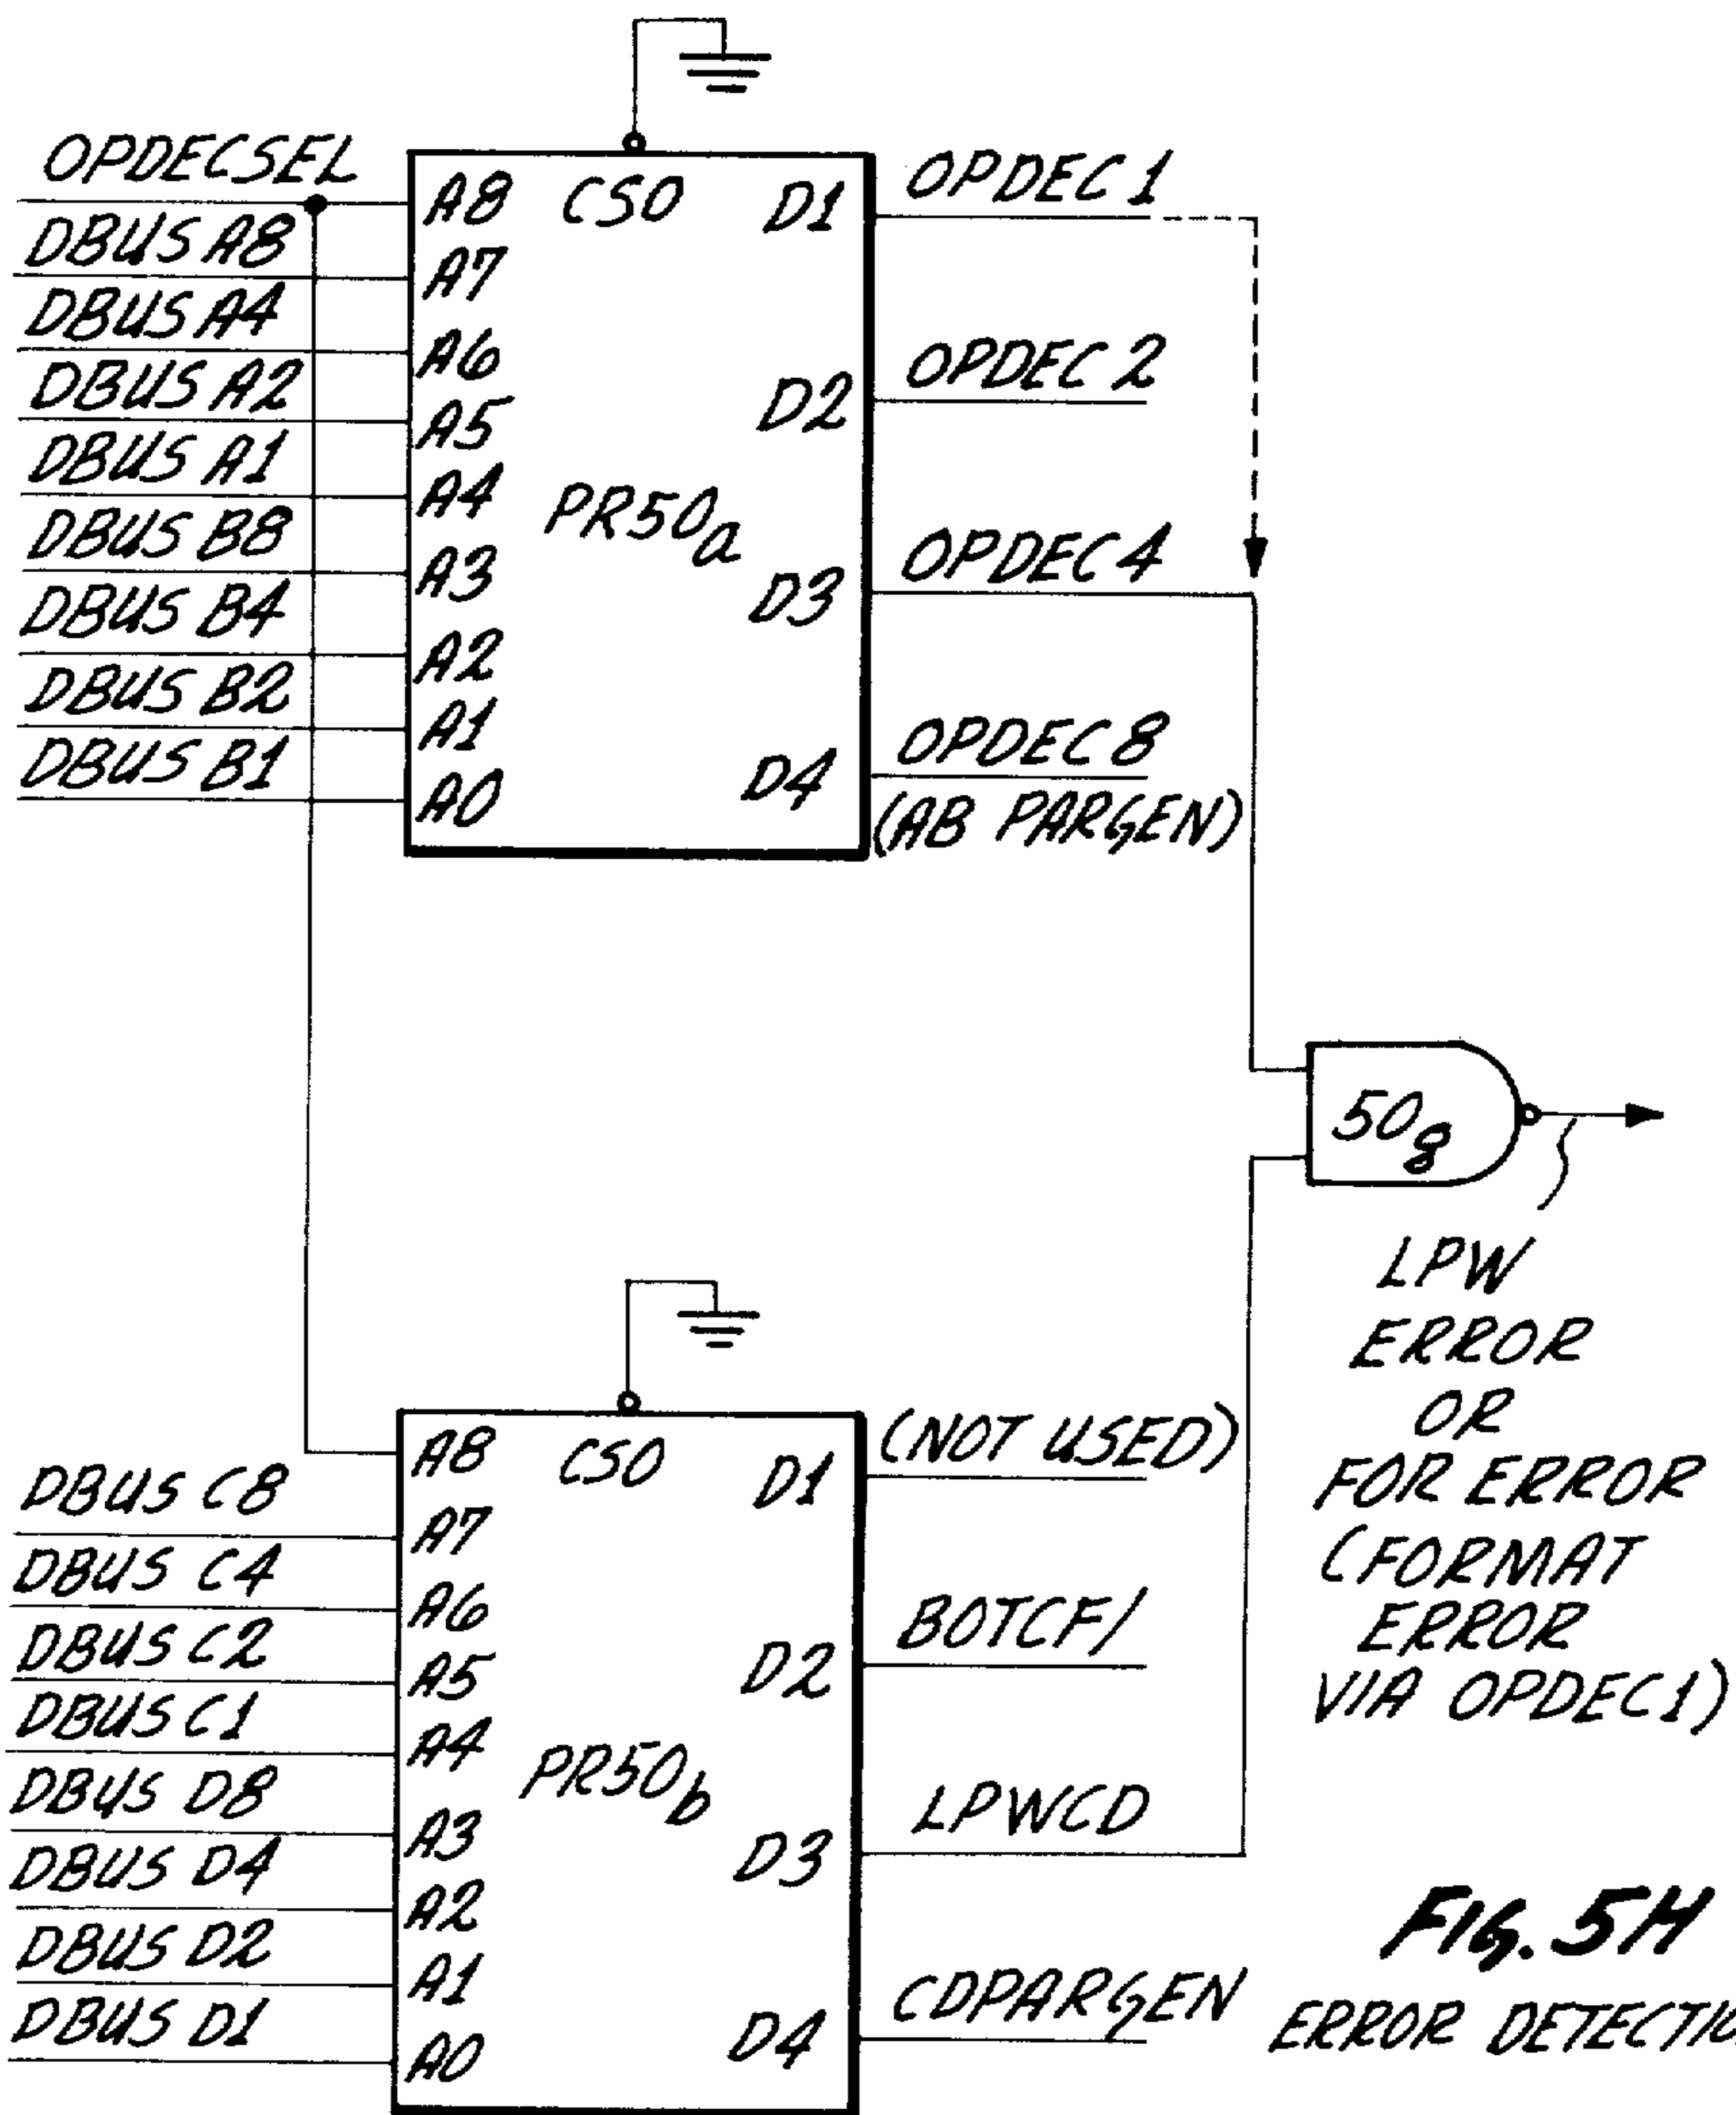 OPDECSEL
DBUS A8
DBUS A4
DBUS A2
DBUS A1
DBUS B8
DBUS B4
DBUS B2
DBUS B1
A8 CS0 D1
A7
A6
A5 D2
A4
PR50a
A3 D3
A2
A1
A0 D4
OPDEC 1
OPDEC 2
OPDEC 4
OPDEC 8
(AB PARGEN)
50g
LPW
ERROR
OR
FOR ERROR
(FORMAT
ERROR
VIA OPDEC1)
DBUS C8
DBUS C4
DBUS C2
DBUS C1
DBUS D8
DBUS D4
DBUS D2
DBUS D1
A8 CS0 D1
A7
A6
A5 D2
A4
PR50b
A3 D3
A2
A1
A0 D4
(NOT USED)
BOTCF/
LPWCD
CDPARGEN
FIG. 5H
ERROR DETECTIO